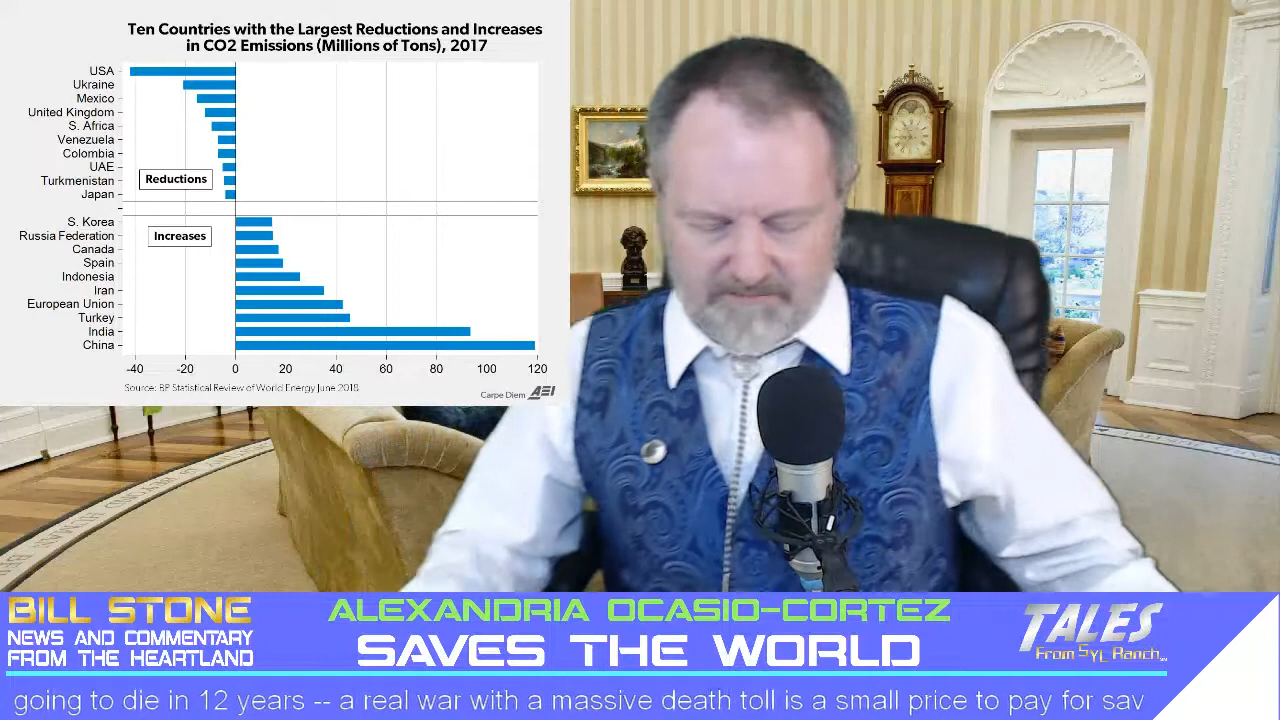 Ten Countries with the Largest Reductions and Increases
in CO2 Emissions (Millions of Tons), 2017
USA
Ukraine
Mexico
United Kingdom
S. Africa
Venezuela
Colombia
UAE
Turkmenistan
Japan
Reductions
S. Korea
Russia Federation
Canada
Spain
Indonesia
Iran
European Union
Turkey
India
China
Increases
-40 -20 0 20 40 60 80 100 120
Source: BP Statistical Review of World Energy June 2018
Carpe Diem AEI
BILL STONE
NEWS AND COMMENTARY
FROM THE HEARTLAND
ALEXANDRIA OCASIO-CORTEZ
SAVES THE WORLD
TALES
From SYL Ranch
going to die in 12 years -- a real war with a massive death toll is a small price to pay for sav